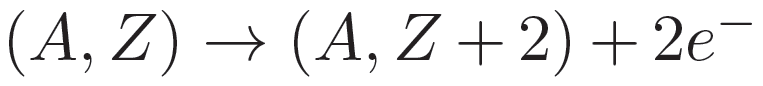 (A, Z) → (A, Z + 2) + 2e⁻